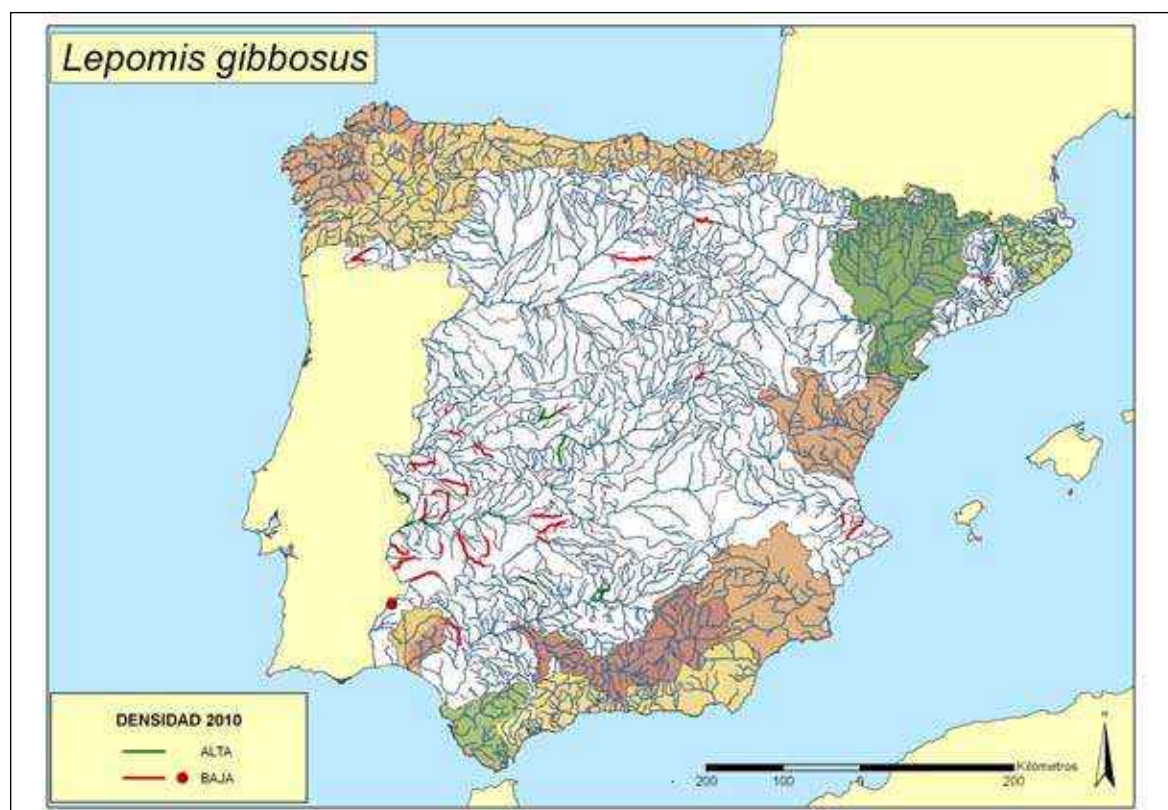 Lepomis gibbosus
DENSIDAD 2010
ALTA
BAJA
N
Kilómetros
200 100 0 200